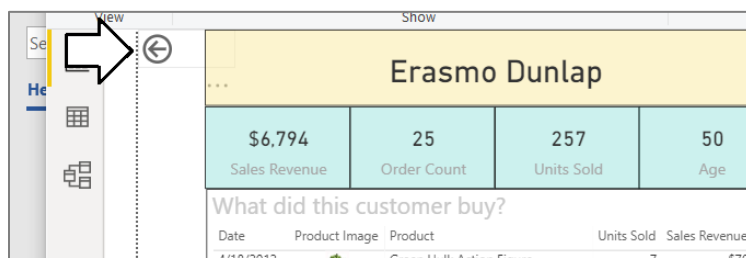 View
Show
Se
He
Erasmo Dunlap
...
$6,794
25
257
50
Sales Revenue
Order Count
Units Sold
Age
What did this customer buy?
Date Product Image Product Units Sold Sales Revenue